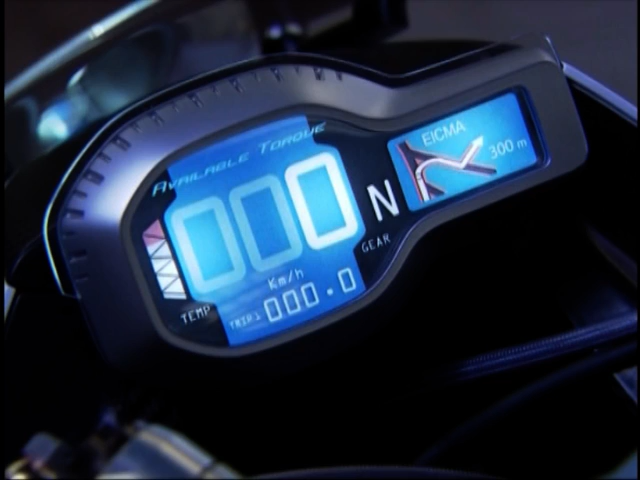 AVAILABLE TORQUE
000
Km/h
TRIP1 000.0
TEMP
N
GEAR
EICMA
300 m